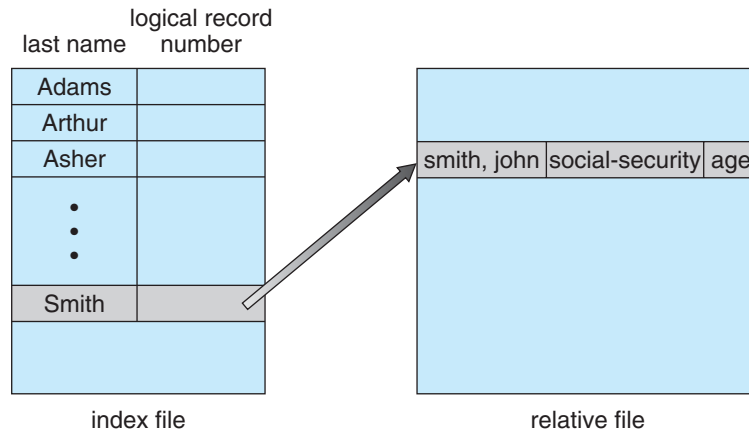 last name
logical record
number
Adams
Arthur
Asher
Smith
index file
smith, john social-security age
relative file